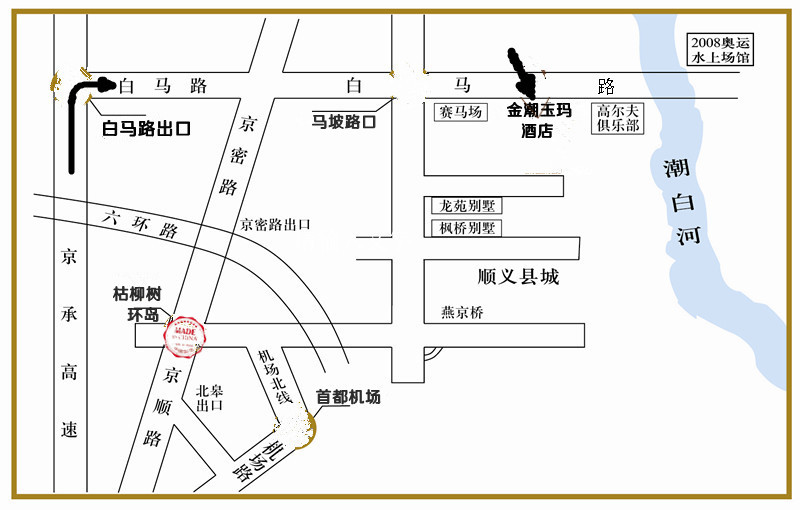 2008奥运
水上场馆
白马路
白马路
白马路出口
马坡路口
赛马场
金潮玉玛
酒店
高尔夫
俱乐部
京密路
潮白河
六环路
京密路出口
龙苑别墅
枫桥别墅
京承高速
顺义县城
枯柳树
环岛
燕京桥
MADE
机场北线
京顺路
北皋
出口
首都机场
机场路